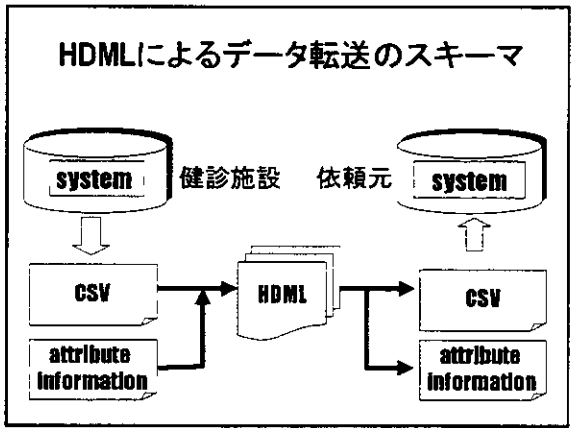 HDMLによるデータ転送のスキーマ
system
健診施設
依頼元
system
CSV
HDML
CSV
attribute
information
attribute
information